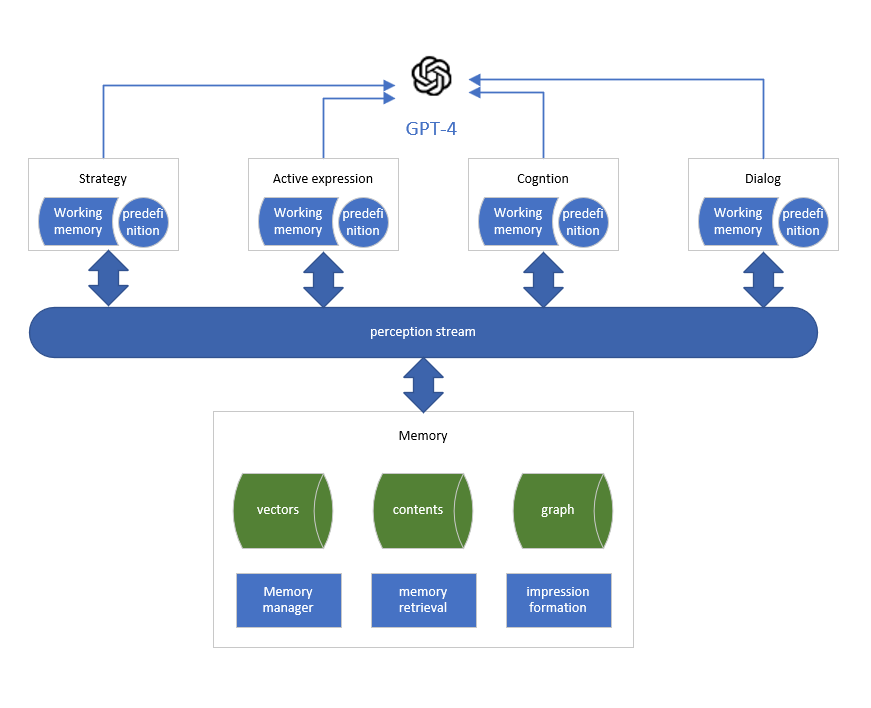 GPT-4
Strategy
Working
memory
predefi
nition
Active expression
Working
memory
predefi
nition
Cogntion
Working
memory
predefi
nition
Dialog
Working
memory
predefi
nition
perception stream
Memory
vectors
contents
graph
Memory
manager
memory
retrieval
impression
formation